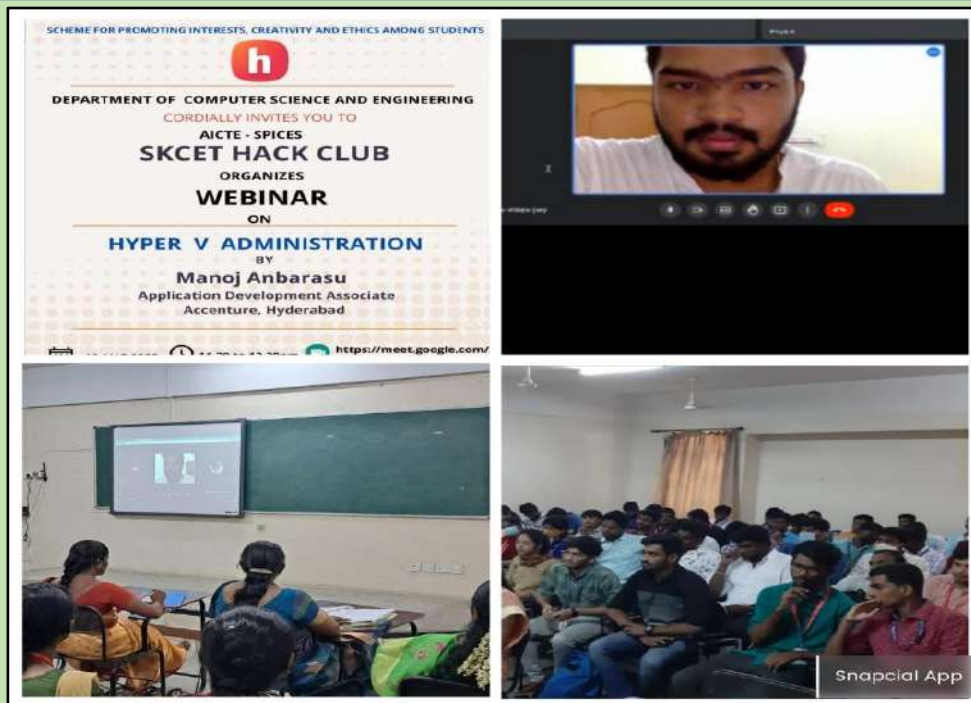 SCHEME FOR PROMOTING INTERESTS, CREATIVITY AND ETHICS AMONG STUDENTS
h
DEPARTMENT OF COMPUTER SCIENCE AND ENGINEERING
CORDIALLY INVITES YOU TO
AICTE - SPICES
SKCET HACK CLUB
ORGANIZES
WEBINAR
ON
HYPER V ADMINISTRATION
BY
Manoj Anbarasu
Application Development Associate
Accenture, Hyderabad
https://meet.google.com/
Snapcial App